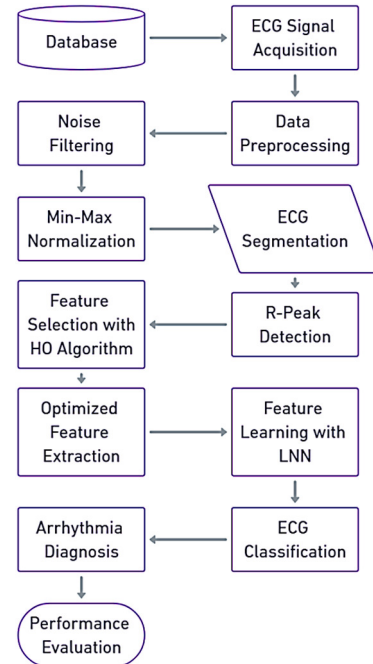 Database
ECG Signal
Acquisition
Noise
Filtering
Data
Preprocessing
Min-Max
Normalization
ECG
Segmentation
Feature
Selection with
HO Algorithm
R-Peak
Detection
Optimized
Feature
Extraction
Feature
Learning with
LNN
Arrhythmia
Diagnosis
ECG
Classification
Performance
Evaluation